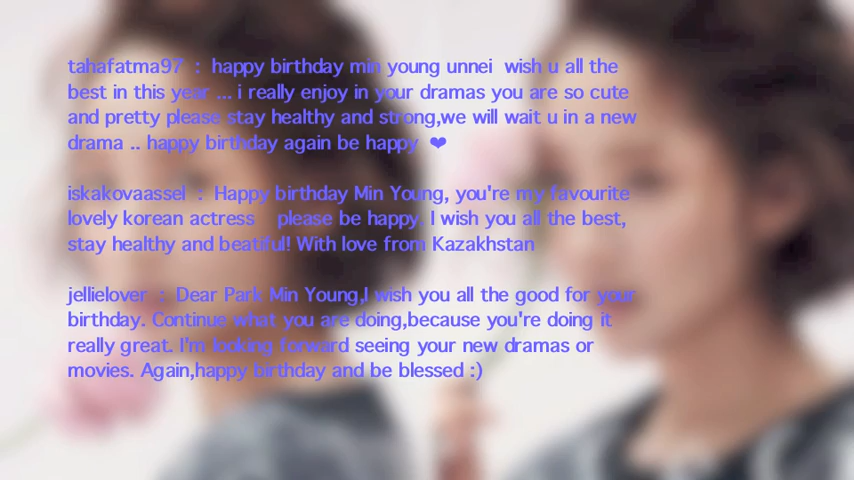 tahafatma97 : happy birthday min young unnei wish u all the
best in this year ... i really enjoy in your dramas you are so cute
and pretty please stay healthy and strong,we will wait u in a new
drama .. happy birthday again be happy ❤
iskakovaassel : Happy birthday Min Young, you're my favourite
lovely korean actress please be happy. I wish you all the best,
stay healthy and beatiful! With love from Kazakhstan
jellielover : Dear Park Min Young,I wish you all the good for your
birthday. Continue what you are doing,because you're doing it
really great. I'm looking forward seeing your new dramas or
movies. Again,happy birthday and be blessed :)